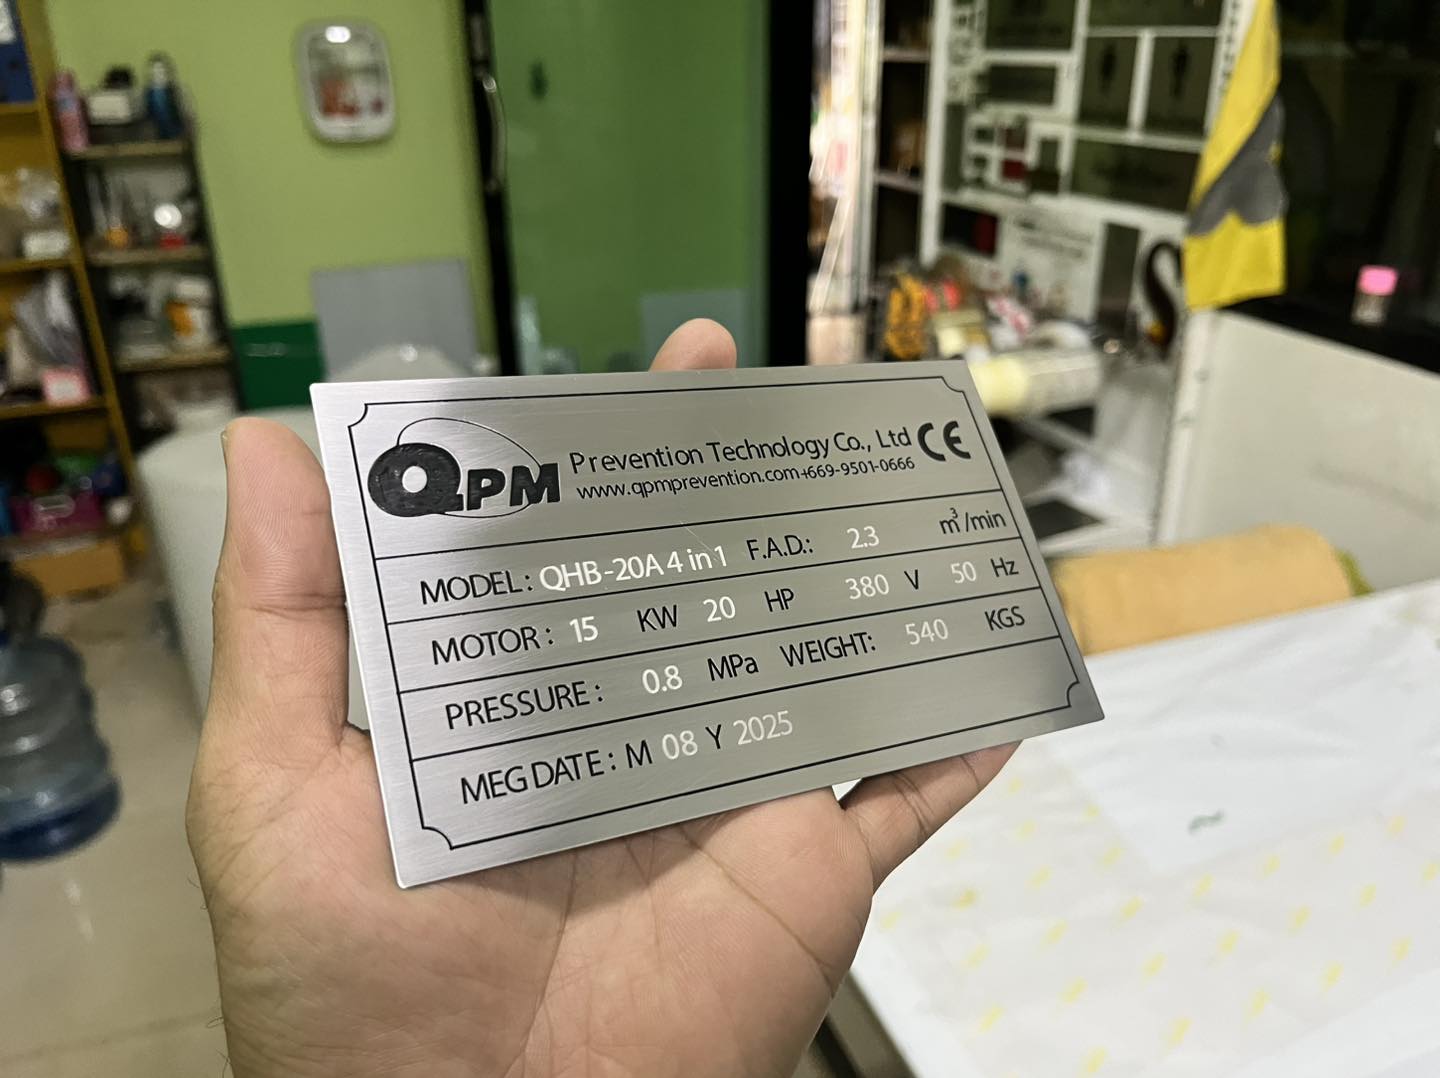 QPM Prevention Technology Co., Ltd CE
www.qpmprevention.com+669-9501-0666
MODEL: QHB-20A 4 in 1 F.A.D.: 2.3 m³/min
MOTOR: 15 KW 20 HP 380 V 50 Hz
PRESSURE: 0.8 MPa WEIGHT: 540 KGS
MEG DATE: M 08 Y 2025